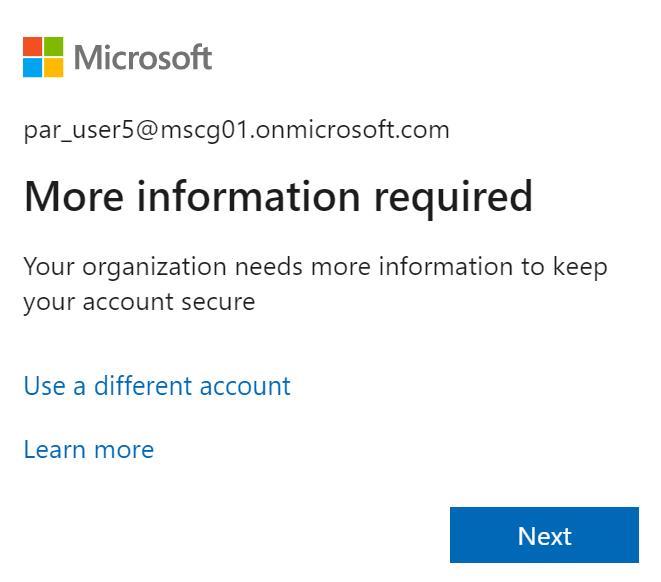 Microsoft
par_user5@mscg01.onmicrosoft.com
More information required
Your organization needs more information to keep
your account secure
Use a different account
Learn more
Next